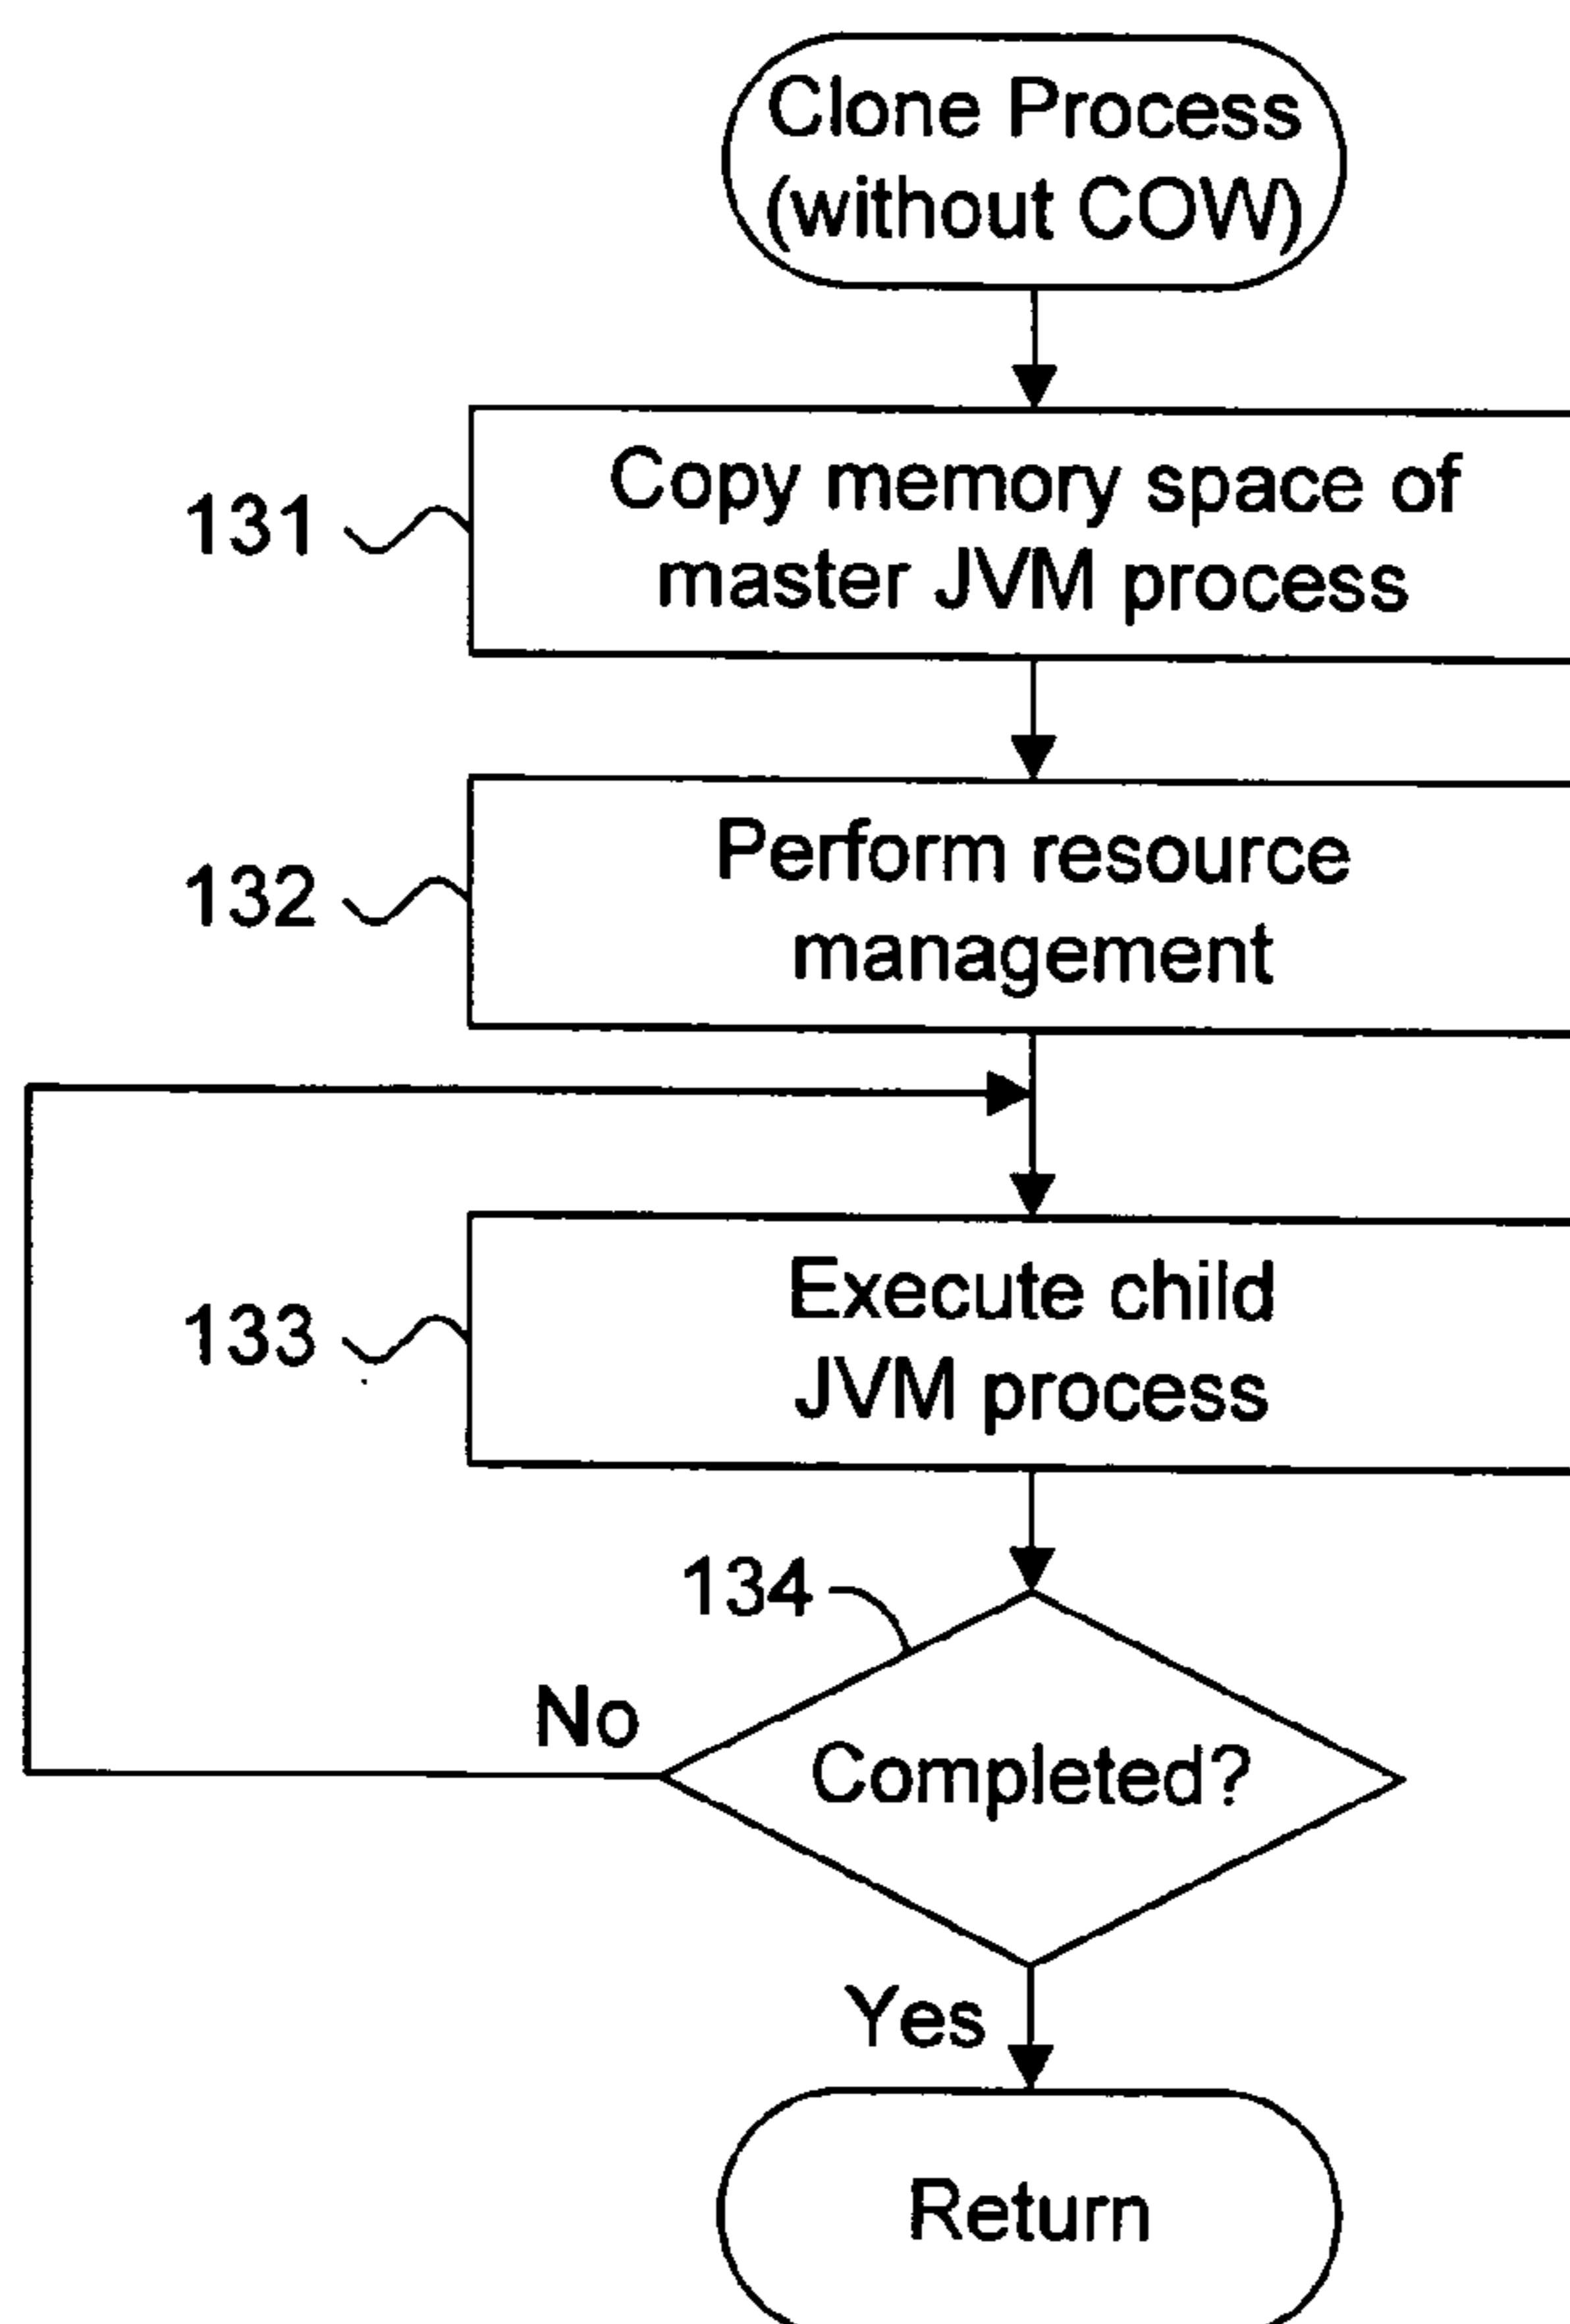 Clone Process
(without COW)
131
Copy memory space of
master JVM process
132
Perform resource
management
133
Execute child
JVM process
134
No
Completed?
Yes
Return